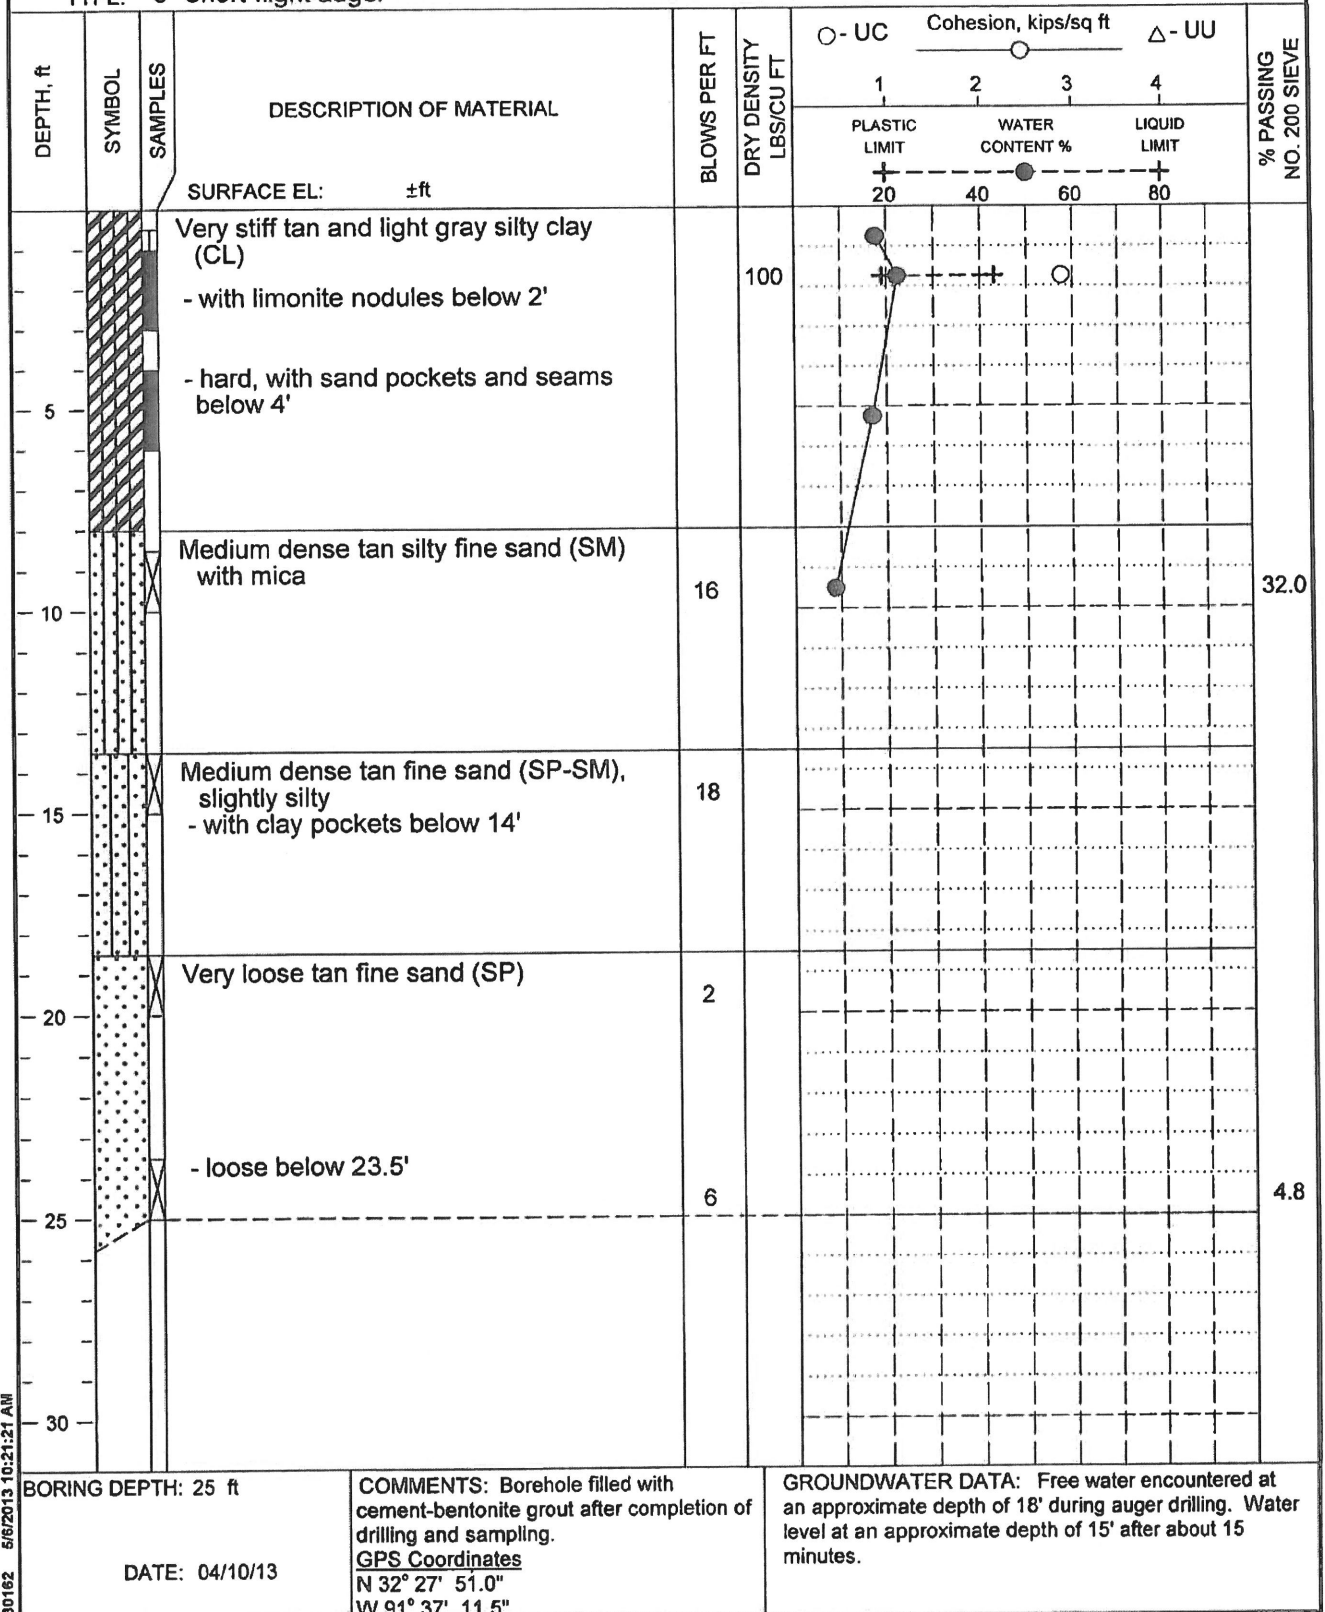 DEPTH, ft
SYMBOL
SAMPLES
DESCRIPTION OF MATERIAL
SURFACE EL: ±ft
BLOWS PER FT
DRY DENSITY
LBS/CU FT
O - UC
Cohesion, kips/sq ft
△ - UU
1 2 3 4
PLASTIC
LIMIT
WATER
CONTENT %
LIQUID
LIMIT
20 40 60 80
% PASSING
NO. 200 SIEVE
Very stiff tan and light gray silty clay
(CL)
100
- with limonite nodules below 2'
- hard, with sand pockets and seams
below 4'
5
Medium dense tan silty fine sand (SM)
with mica
16
32.0
10
Medium dense tan fine sand (SP-SM),
slightly silty
- with clay pockets below 14'
18
15
Very loose tan fine sand (SP)
2
20
- loose below 23.5'
6
4.8
25
30
BORING DEPTH: 25 ft
DATE: 04/10/13
COMMENTS: Borehole filled with
cement-bentonite grout after completion of
drilling and sampling.
GPS Coordinates
N 32° 27' 51.0"
W 91° 37' 11.5"
GROUNDWATER DATA: Free water encountered at
an approximate depth of 18' during auger drilling. Water
level at an approximate depth of 15' after about 15
minutes.
5/6/2013 10:21:21 AM